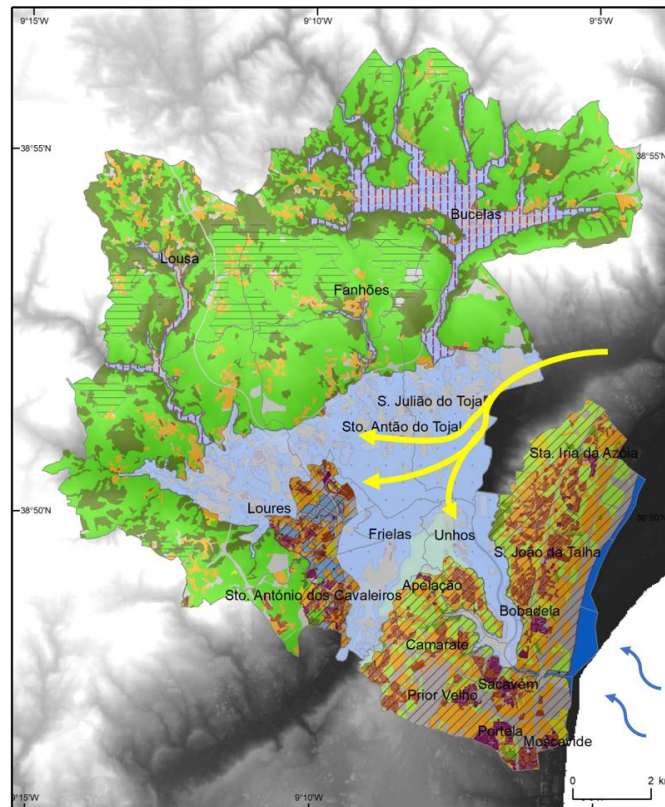 9°15'W 9°10'W 9°5'W
38°55'N 38°55'N
Bucelas
Lousa
Fanhões
S. Julião do Tojal
Sto. Antão do Tojal
Sta. Iria da Azóia
38°50'N 38°50'N
Loures
Frielas
Unhos
S. João da Talha
Apelação
Sto. António dos Cavaleiros
Bobadela
Camarate
Sacavém
Prior Velho
Portela
Moscavide
0 2 km
9°15'W 9°10'W